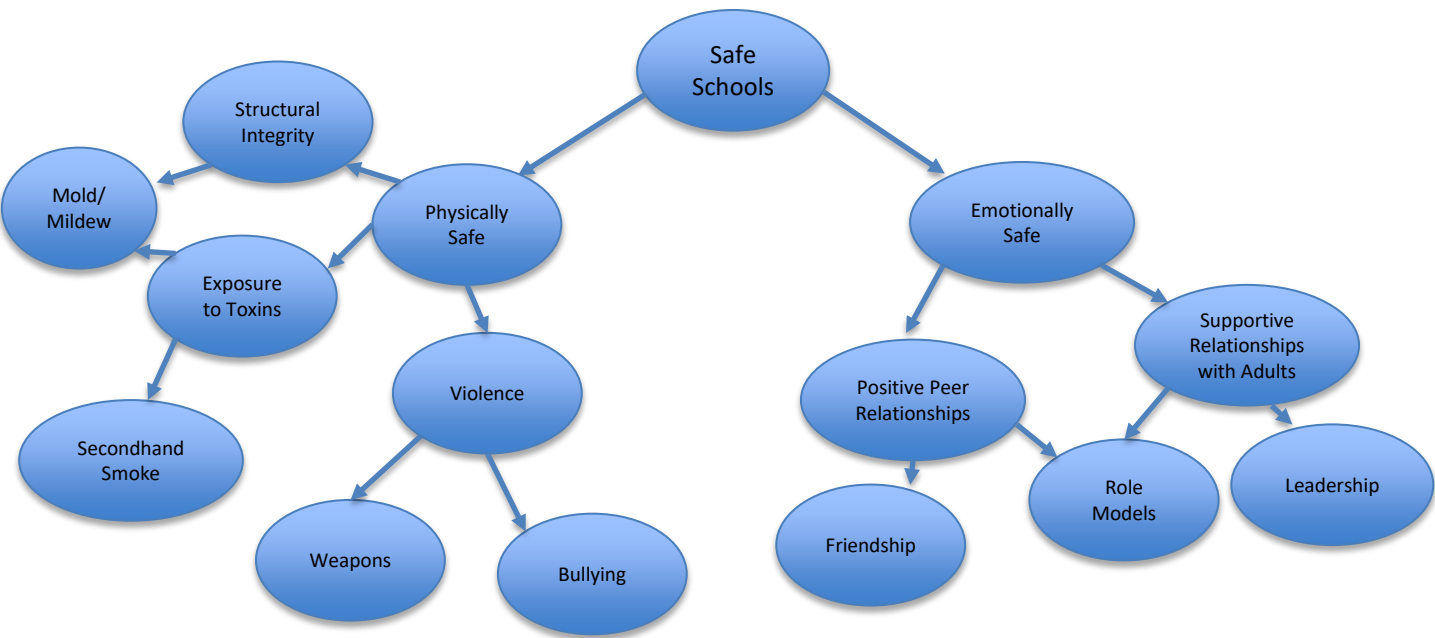 Safe
Schools
Structural
Integrity
Mold/
Mildew
Physically
Safe
Emotionally
Safe
Exposure
to Toxins
Supportive
Relationships
with Adults
Violence
Positive Peer
Relationships
Secondhand
Smoke
Role
Models
Leadership
Weapons
Bullying
Friendship